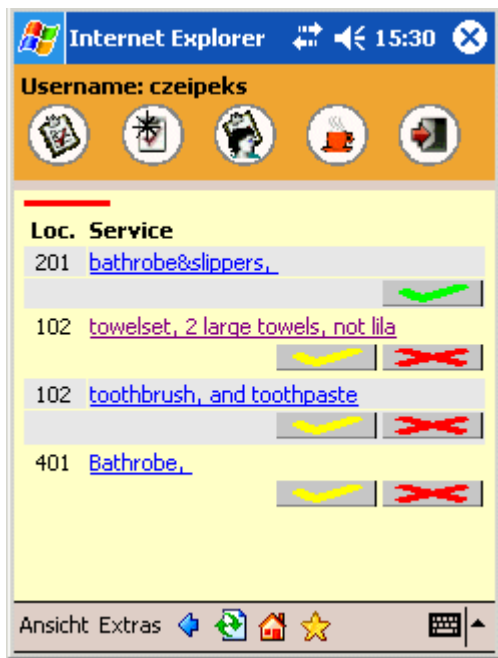 Internet Explorer 15:30
Username: czeipeks
Loc. Service
201 bathrobe&slippers,
102 towelset, 2 large towels, not lila
102 toothbrush, and toothpaste
401 Bathrobe,
Ansicht Extras